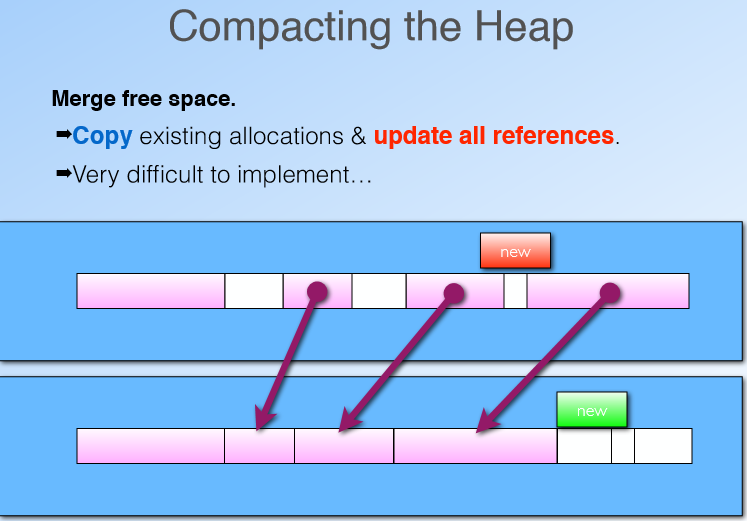 Compacting the Heap
Merge free space.
➡Copy existing allocations & update all references.
➡Very difficult to implement…
new
new